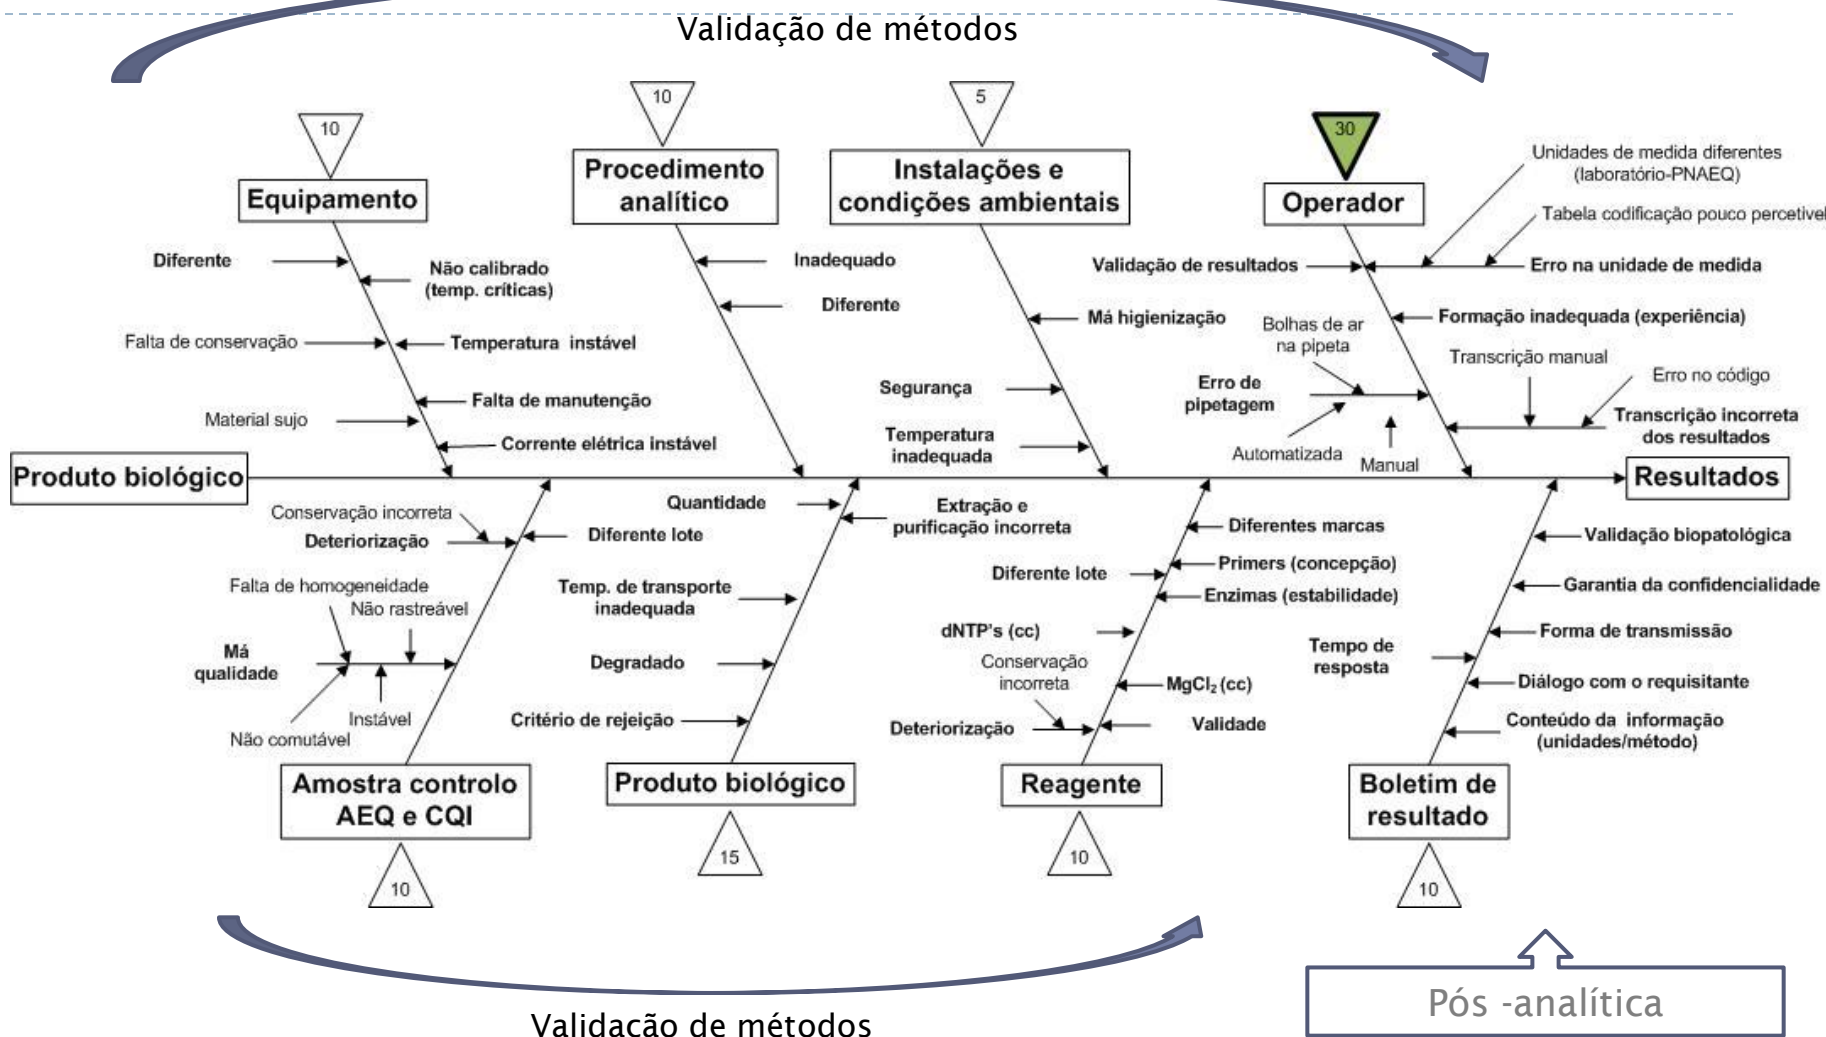 Validação de métodos
10
10
5
30
Equipamento
Procedimento
analítico
Instalações e
condições ambientais
Operador
Unidades de medida diferentes
(laboratório-PNAEQ)
Tabela codificação pouco percetivel
Diferente
Não calibrado
(temp. críticas)
Falta de conservação
Temperatura instável
Falta de manutenção
Material sujo
Corrente elétrica instável
Inadequado
Diferente
Má higienização
Segurança
Temperatura
inadequada
Validação de resultados
Erro na unidade de medida
Formação inadequada (experiência)
Bolhas de ar
na pipeta
Erro de
pipetagem
Automatizada
Manual
Transcrição manual
Erro no código
Transcrição incorreta
dos resultados
Produto biológico
Resultados
Conservação incorreta
Deteriorização
Diferente lote
Falta de homogeneidade
Não rastreável
Má
qualidade
Instável
Não comutável
Quantidade
Extração e
purificação incorreta
Temp. de transporte
inadequada
Degradado
Critério de rejeição
Diferentes marcas
Primers (concepção)
Diferente lote
Enzimas (estabilidade)
dNTP's (cc)
Conservação
incorreta
MgCl₂ (cc)
Deteriorização
Validade
Validação biopatológica
Garantia da confidencialidade
Forma de transmissão
Tempo de
resposta
Diálogo com o requisitante
Conteúdo da informação
(unidades/método)
Amostra controlo
AEQ e CQI
Produto biológico
Reagente
Boletim de
resultado
10
15
10
10
Validação de métodos
Pós -analítica